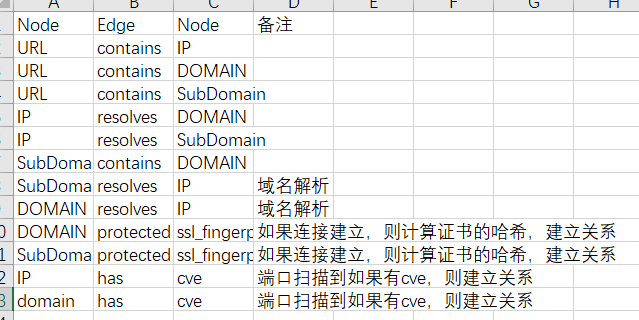 A B C D E F G H
Node Edge Node 备注
URL contains IP
URL contains DOMAIN
URL contains SubDomain
IP resolves DOMAIN
IP resolves SubDomain
SubDoma contains DOMAIN
SubDoma resolves IP 域名解析
DOMAIN resolves IP 域名解析
DOMAIN protected ssl_fingerp 如果连接建立，则计算证书的哈希，建立关系
SubDoma protected ssl_fingerp 如果连接建立，则计算证书的哈希，建立关系
IP has cve 端口扫描到如果有cve，则建立关系
domain has cve 端口扫描到如果有cve，则建立关系